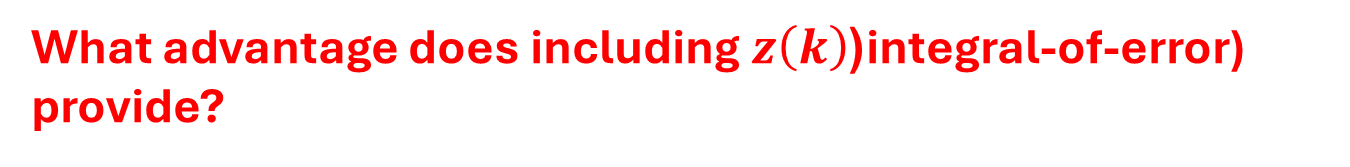 What advantage does including z(k))integral-of-error)
provide?